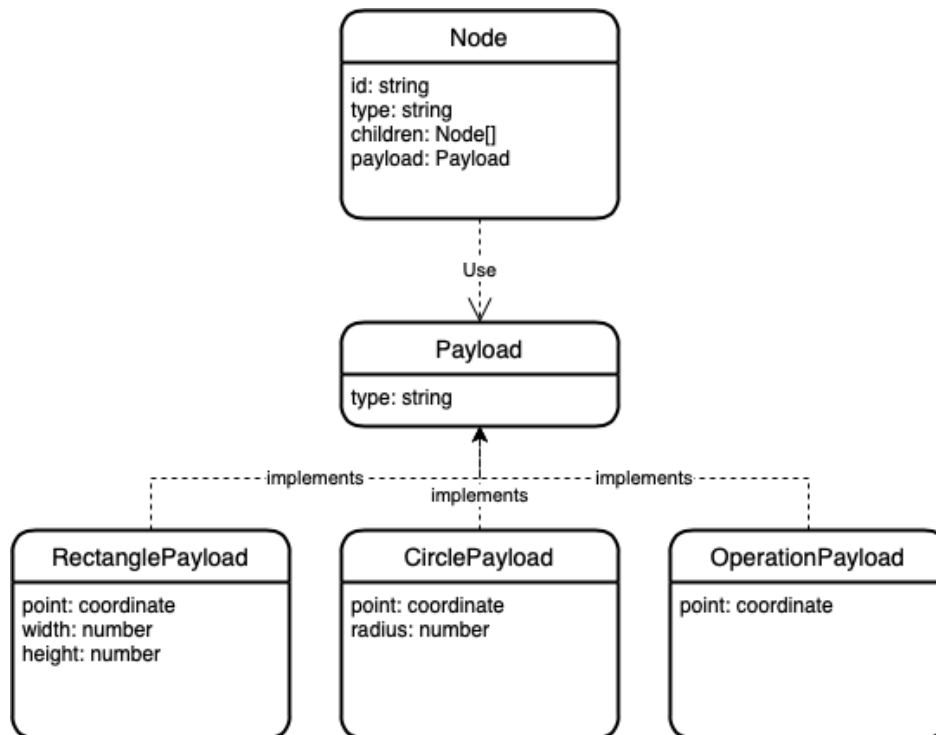 Node
id: string
type: string
children: Node[]
payload: Payload
Use
Payload
type: string
implements
implements
implements
RectanglePayload
point: coordinate
width: number
height: number
CirclePayload
point: coordinate
radius: number
OperationPayload
point: coordinate